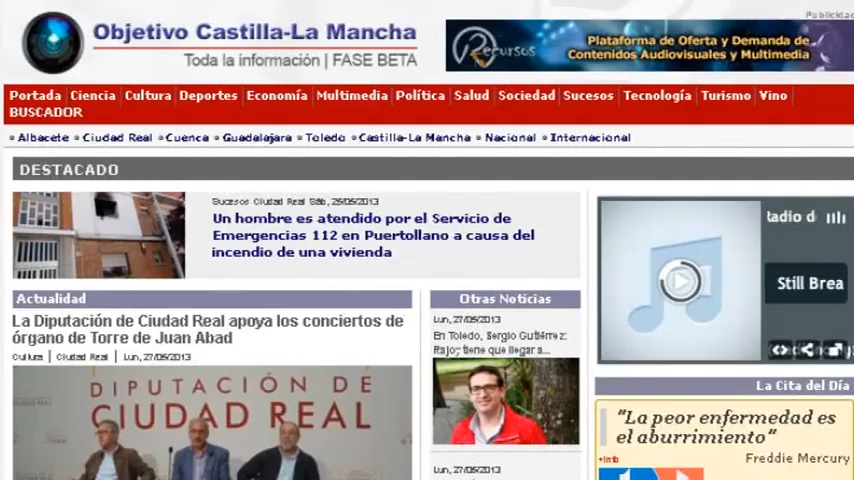 Publicidad
Objetivo Castilla-La Mancha
Toda la información | FASE BETA
Recursos
Plataforma de Oferta y Demanda de
Contenidos Audiovisuales y Multimedia
Portada Ciencia Cultura Deportes Economía Multimedia Política Salud Sociedad Sucesos Tecnología Turismo Vino
BUSCADOR
Albacete Ciudad Real Cuenca Guadalajara Toledo Castilla-La Mancha Nacional Internacional
DESTACADO
Sucesos Ciudad Real Sáb, 25/05/2013
Un hombre es atendido por el Servicio de
Emergencias 112 en Puertollano a causa del
incendio de una vivienda
Still Brea
Actualidad
La Diputación de Ciudad Real apoya los conciertos de
órgano de Torre de Juan Abad
Cultura | Ciudad Real | Lun, 27/05/2013
DIPUTACIÓN DE
CIUDAD REAL
Otras Noticias
Lun, 27/05/2013
En Toledo, Sergio Gutiérrez:
Rajoy tiene que llegar a...
Lun, 27/05/2013
La Cita del Día
"La peor enfermedad es
el aburrimiento"
Freddie Mercury
+info